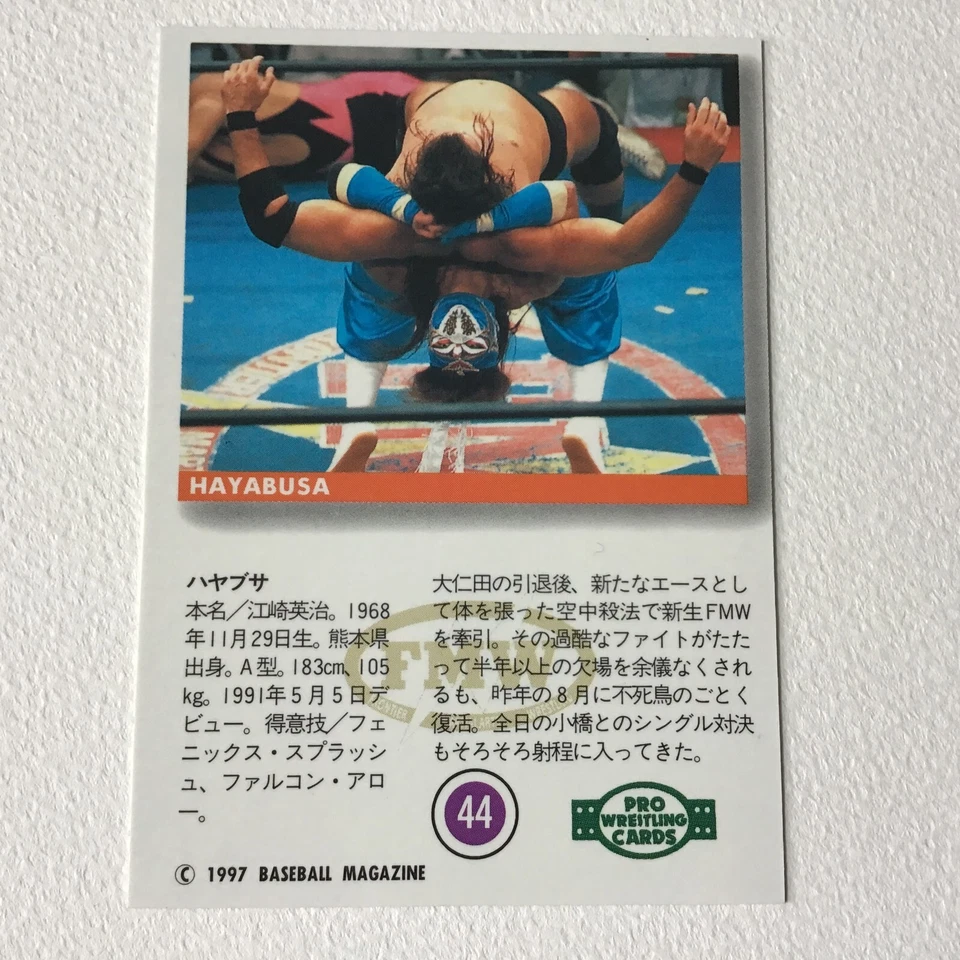 HAYABUSA
ハヤブサ
本名／江崎英治。1968
年11月29日生。熊本県
出身。A型。183cm、105
kg。1991年5月5日デ
ビュー。得意技／フェ
ニックス・スプラッシ
ュ、ファルコン・アロ
ー。
大仁田の引退後、新たなエースとし
て体を張った空中殺法で新生FMW
を牽引。その過酷なファイトがたた
って半年以上の欠場を余儀なくされ
るも、昨年の8月に不死鳥のごとく
復活。全日の小橋とのシングル対決
もそろそろ射程に入ってきた。
FMW
44
PRO
WRESTLING
CARDS
© 1997 BASEBALL MAGAZINE